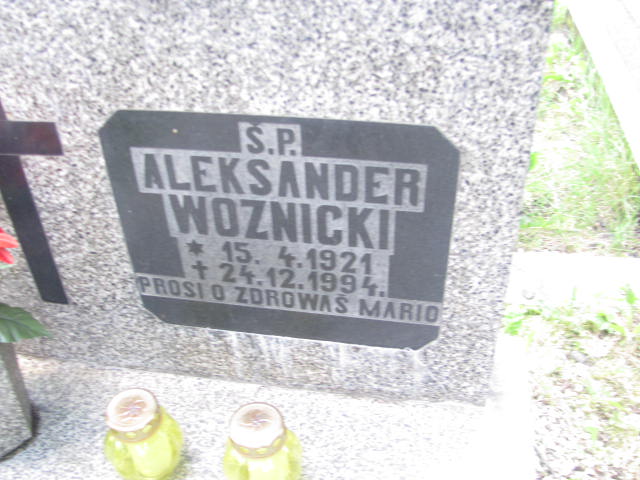 Ś.P.
ALEKSANDER
WOZNICKI
* 15. 4. 1921
✝ 24.12.1994.
PROSI O ZDROWAŚ MARIO